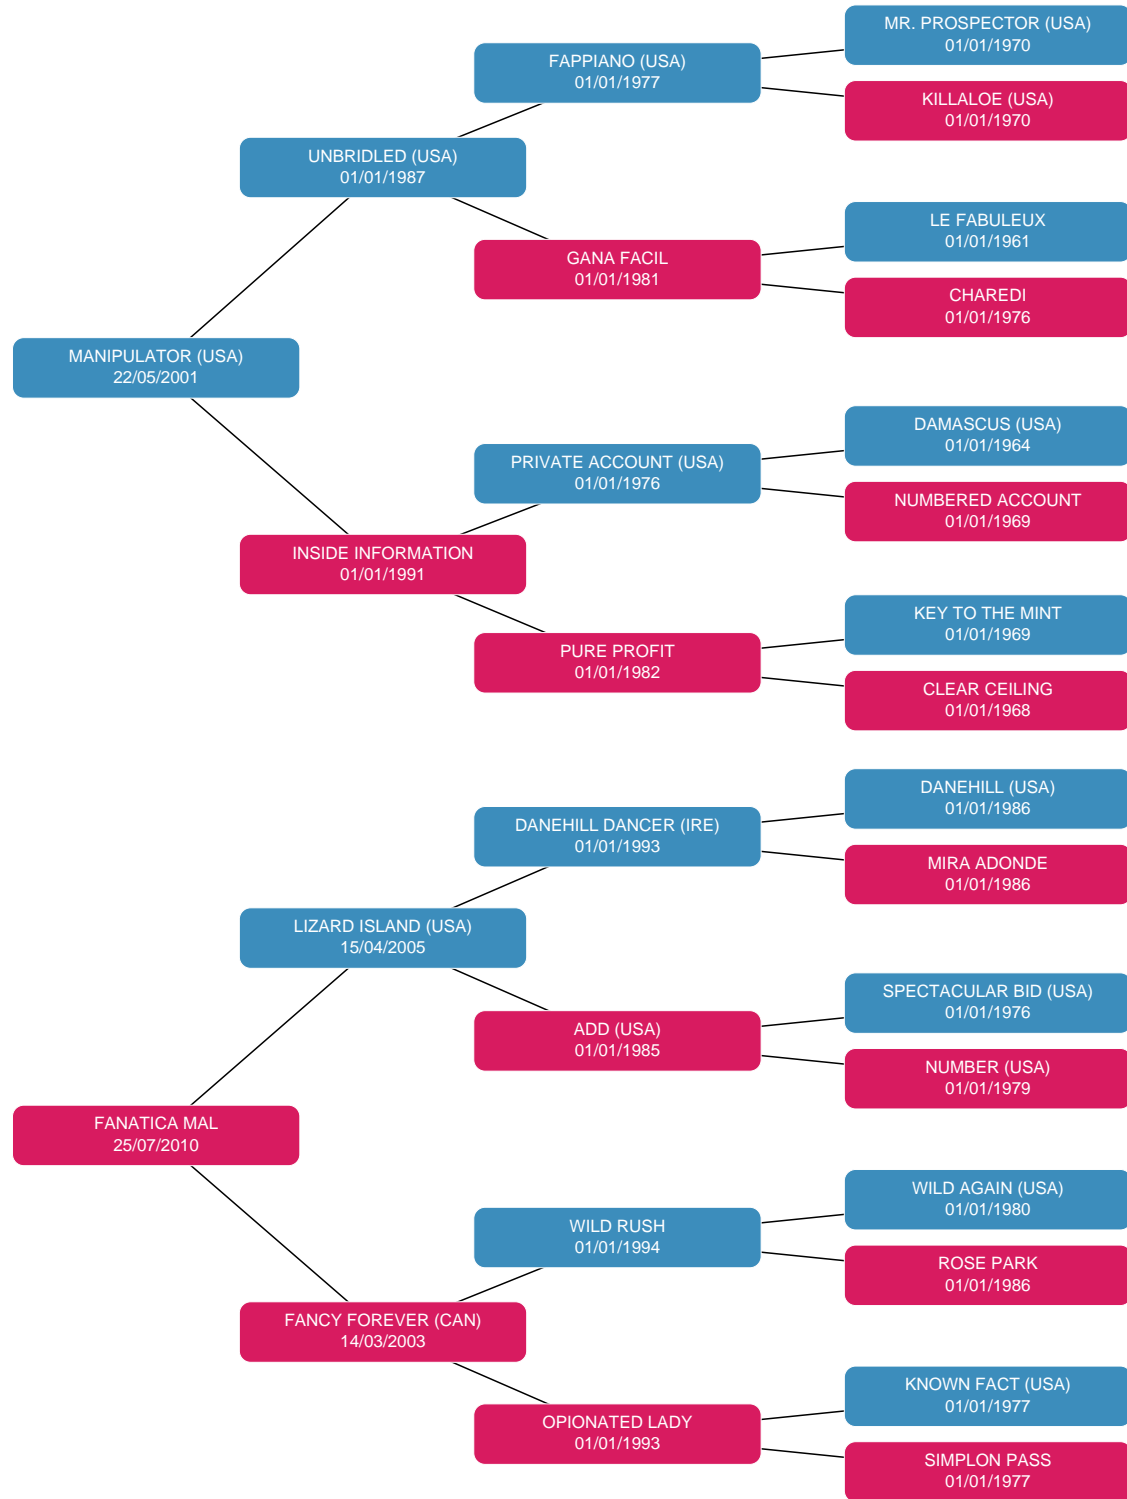 MR. PROSPECTOR (USA)
01/01/1970
FAPPIANO (USA)
01/01/1977
KILLALOE (USA)
01/01/1970
UNBRIDLED (USA)
01/01/1987
LE FABULEUX
01/01/1961
GANA FACIL
01/01/1981
CHAREDI
01/01/1976
MANIPULATOR (USA)
22/05/2001
DAMASCUS (USA)
01/01/1964
PRIVATE ACCOUNT (USA)
01/01/1976
NUMBERED ACCOUNT
01/01/1969
INSIDE INFORMATION
01/01/1991
KEY TO THE MINT
01/01/1969
PURE PROFIT
01/01/1982
CLEAR CEILING
01/01/1968
DANEHILL (USA)
01/01/1986
DANEHILL DANCER (IRE)
01/01/1993
MIRA ADONDE
01/01/1986
LIZARD ISLAND (USA)
15/04/2005
SPECTACULAR BID (USA)
01/01/1976
ADD (USA)
01/01/1985
NUMBER (USA)
01/01/1979
FANATICA MAL
25/07/2010
WILD AGAIN (USA)
01/01/1980
WILD RUSH
01/01/1994
ROSE PARK
01/01/1986
FANCY FOREVER (CAN)
14/03/2003
KNOWN FACT (USA)
01/01/1977
OPIONATED LADY
01/01/1993
SIMPLON PASS
01/01/1977